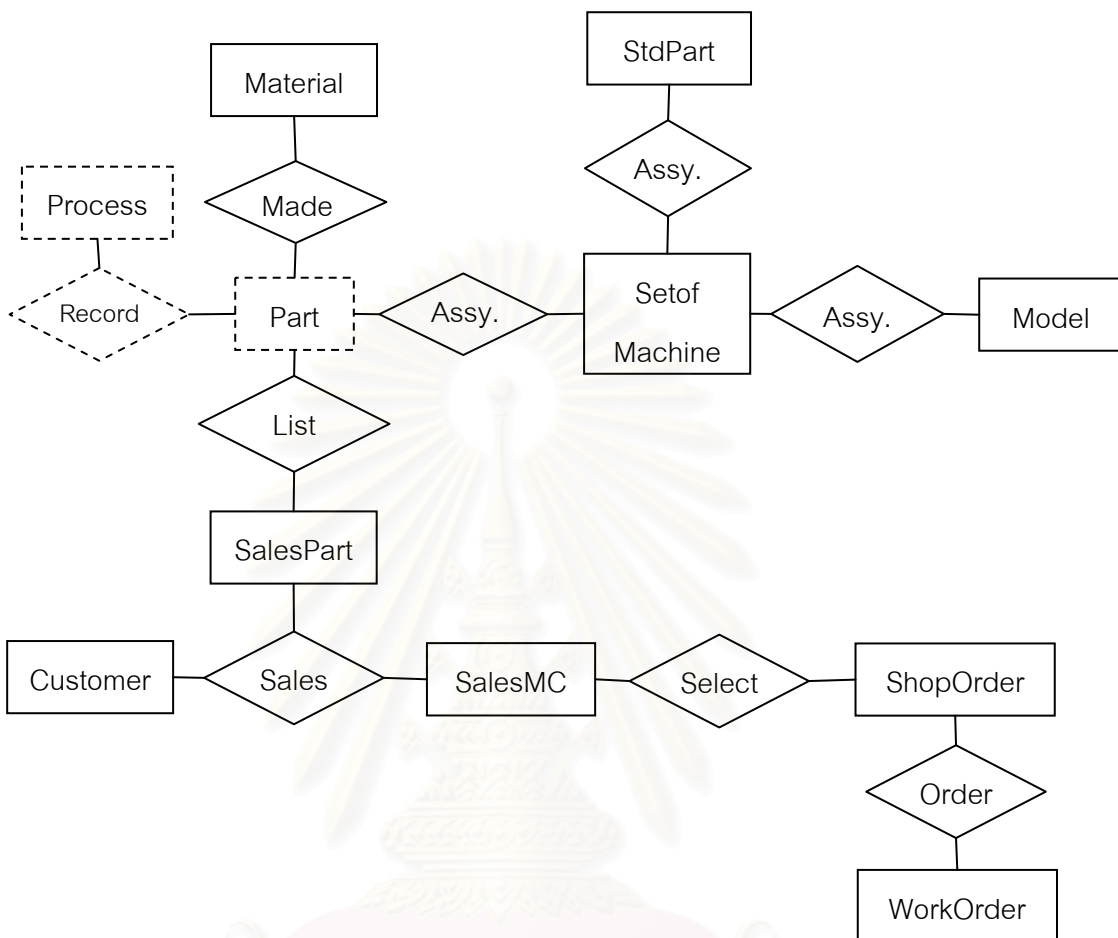 StdPart
Material
Assy.
Process
Made
Record
Part
Assy.
Setof
Machine
Assy.
Model
List
SalesPart
Customer
Sales
SalesMC
Select
ShopOrder
Order
WorkOrder